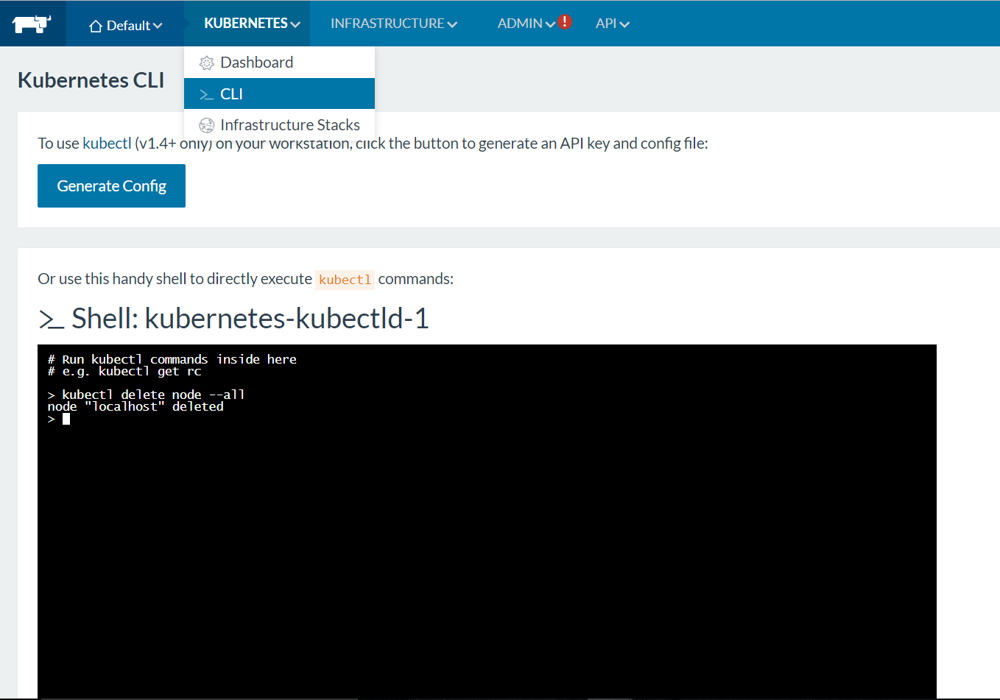 Default
KUBERNETES
INFRASTRUCTURE
ADMIN
!
API
Dashboard
CLI
Infrastructure Stacks
Kubernetes CLI
To use kubectl (v1.4+ only) on your workstation, click the button to generate an API key and config file:
Generate Config
Or use this handy shell to directly execute kubectl commands:
>_ Shell: kubernetes-kubectld-1
# Run kubectl commands inside here
# e.g. kubectl get rc
> kubectl delete node --all
node "localhost" deleted
>